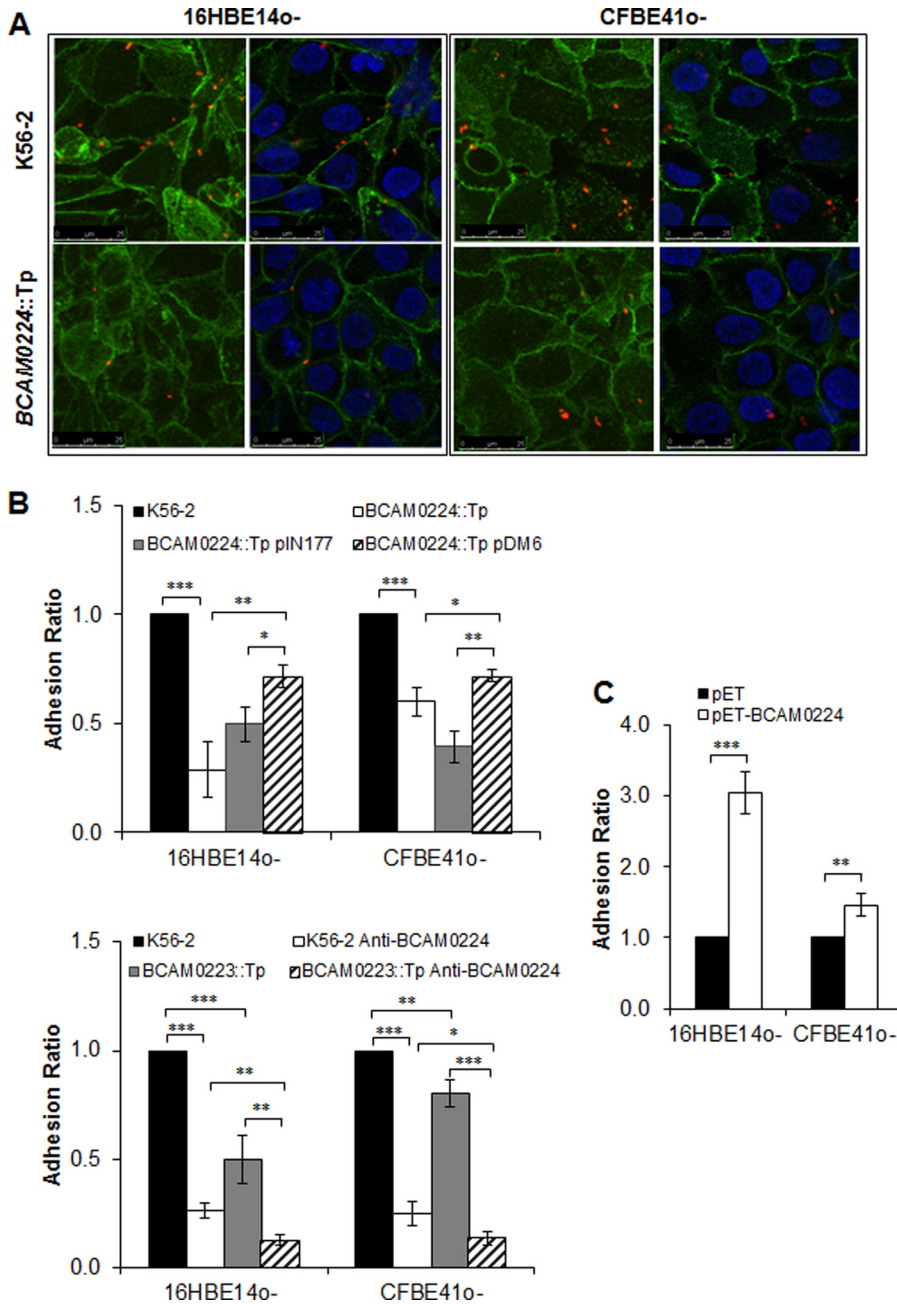 A
16HBE14o-
CFBE41o-
K56-2
BCAM0224::Tp
0 µm 25
0 µm 25
0 µm 25
0 µm 25
0 µm 25
0 µm 25
0 µm 25
0 µm 25
B
K56-2 BCAM0224::Tp
BCAM0224::Tp pIN177 BCAM0224::Tp pDM6
Adhesion Ratio
1.5
1.0
0.5
0.0
*** ** *
*** * **
16HBE14o- CFBE41o-
K56-2 K56-2 Anti-BCAM0224
BCAM0223::Tp BCAM0223::Tp Anti-BCAM0224
Adhesion Ratio
1.5
1.0
0.5
0.0
*** *** ** **
** *** * ***
16HBE14o- CFBE41o-
C
pET
pET-BCAM0224
Adhesion Ratio
4.0
3.0
2.0
1.0
0.0
***
**
16HBE14o- CFBE41o-